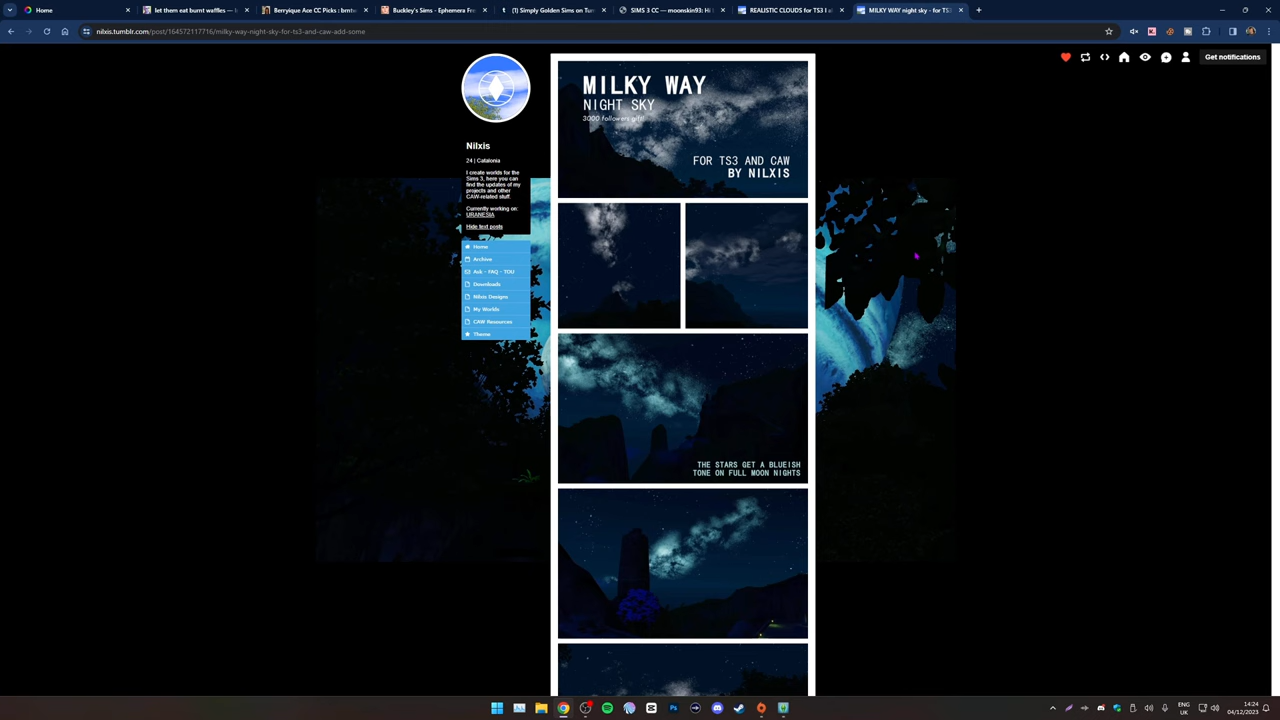 Home
let them eat burnt waffles — 
Berryique Ace CC Picks : bmtw
Buckley's Sims - Ephemera Fre
(1) Simply Golden Sims on Tum
SIMS 3 CC — moonskin93: Hi
REALISTIC CLOUDS for TS3 I al
MILKY WAY night sky - for TS3
nilxis.tumblr.com/post/164572117716/milky-way-night-sky-for-ts3-and-caw-add-some
Get notifications
MILKY WAY
NIGHT SKY
3000 followers gift!
FOR TS3 AND CAW
BY NILXIS
Nilxis
24 | Catalonia
I create worlds for the
Sims 3, here you can
find the updates of my
projects and other
CAW-related stuff.
Currently working on:
URANESIA
Hide text posts
Home
Archive
Ask - FAQ - TOU
Downloads
Nilxis Designs
My Worlds
CAW Resources
Theme
THE STARS GET A BLUEISH
TONE ON FULL MOON NIGHTS
ENG
UK
14:24
04/12/2023